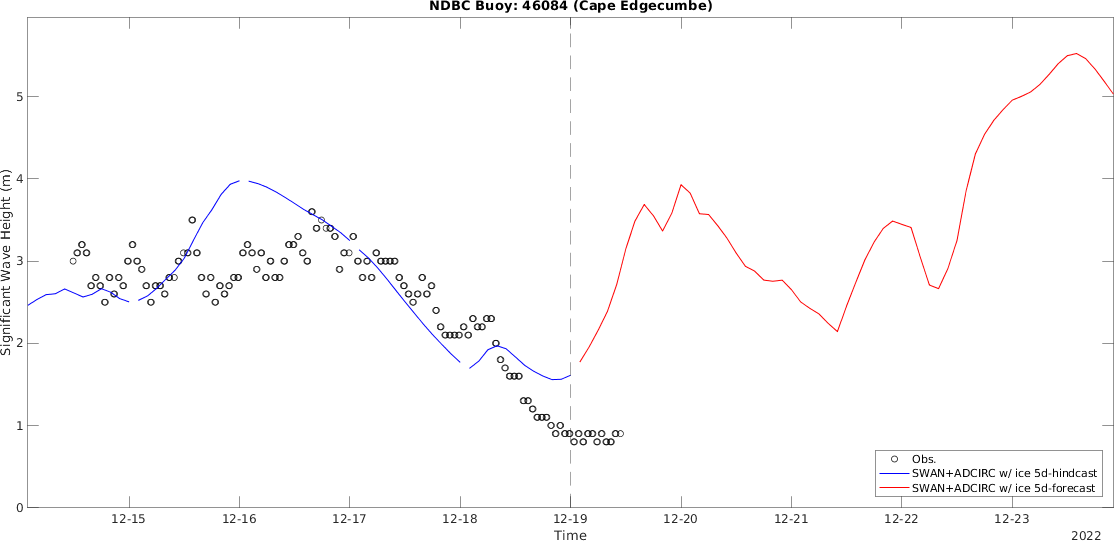 NDBC Buoy: 46084 (Cape Edgecumbe)
Significant Wave Height (m)
5
4
3
2
1
0
Obs.
SWAN+ADCIRC w/ ice 5d-hindcast
SWAN+ADCIRC w/ ice 5d-forecast
12-15 12-16 12-17 12-18 12-19 12-20 12-21 12-22 12-23
Time
2022